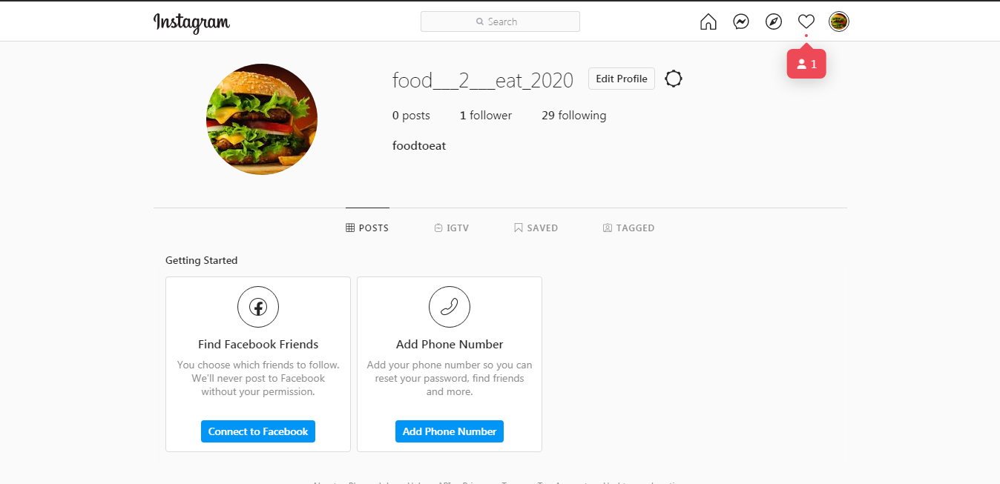 Instagram
Search
1
food___2___eat_2020
Edit Profile
0 posts
1 follower
29 following
foodtoeat
POSTS
IGTV
SAVED
TAGGED
Getting Started
Find Facebook Friends
You choose which friends to follow.
We'll never post to Facebook
without your permission.
Connect to Facebook
Add Phone Number
Add your phone number so you can
reset your password, find friends
and more.
Add Phone Number